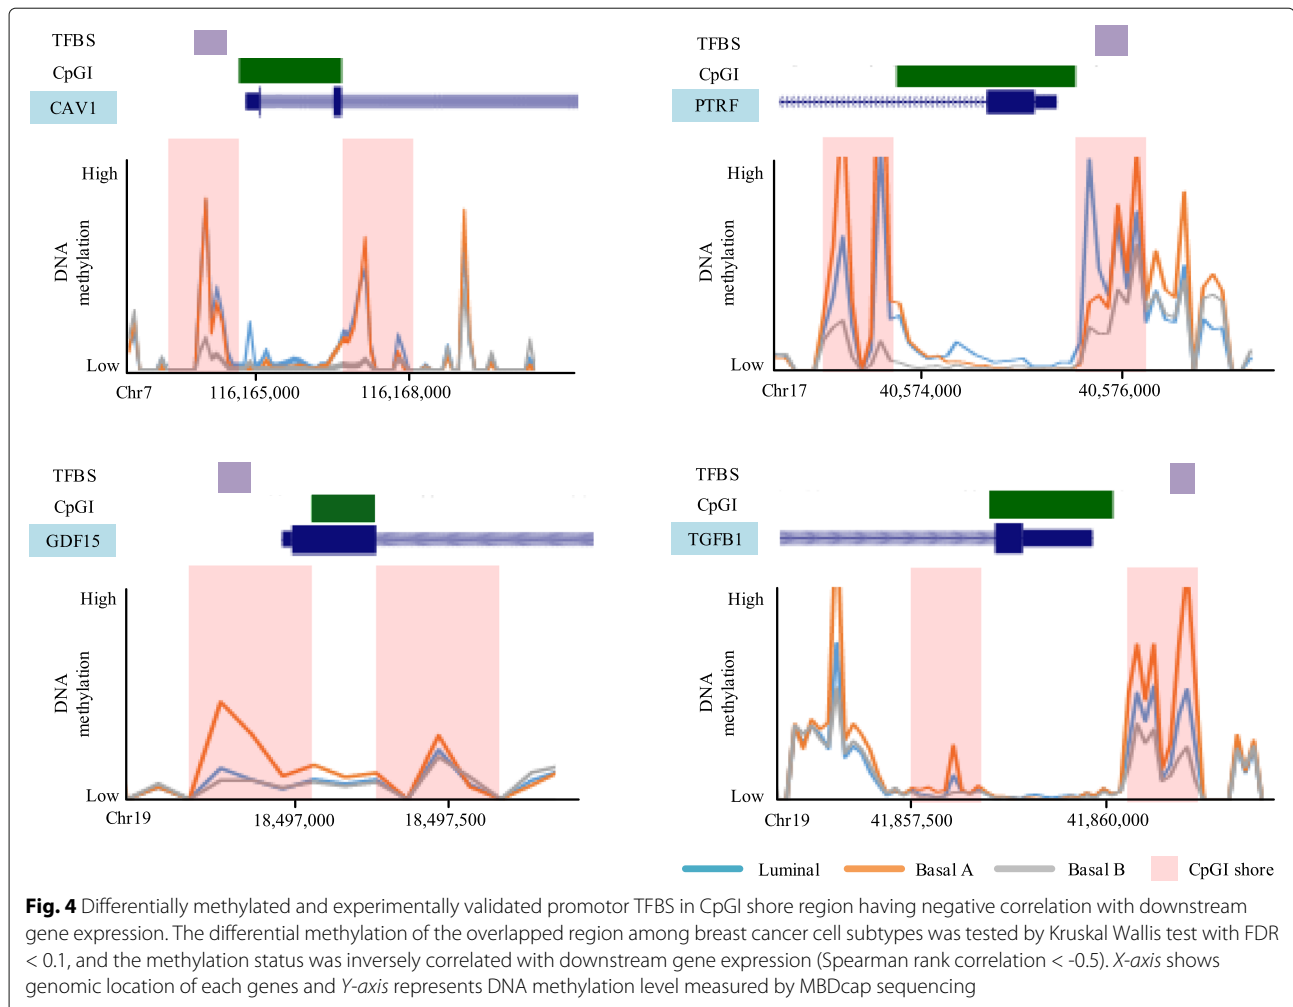 TFBS
CpGI
CAV1
High
DNA
methylation
Low
Chr7
116,165,000
116,168,000
TFBS
CpGI
PTRF
High
DNA
methylation
Low
Chr17
40,574,000
40,576,000
TFBS
CpGI
GDF15
High
DNA
methylation
Low
Chr19
18,497,000
18,497,500
TFBS
CpGI
TGFB1
High
DNA
methylation
Low
Chr19
41,857,500
41,860,000
Luminal
Basal A
Basal B
CpGI shore
Fig. 4 Differentially methylated and experimentally validated promotor TFBS in CpGI shore region having negative correlation with downstream
gene expression. The differential methylation of the overlapped region among breast cancer cell subtypes was tested by Kruskal Wallis test with FDR
< 0.1, and the methylation status was inversely correlated with downstream gene expression (Spearman rank correlation < -0.5). X-axis shows
genomic location of each genes and Y-axis represents DNA methylation level measured by MBDcap sequencing